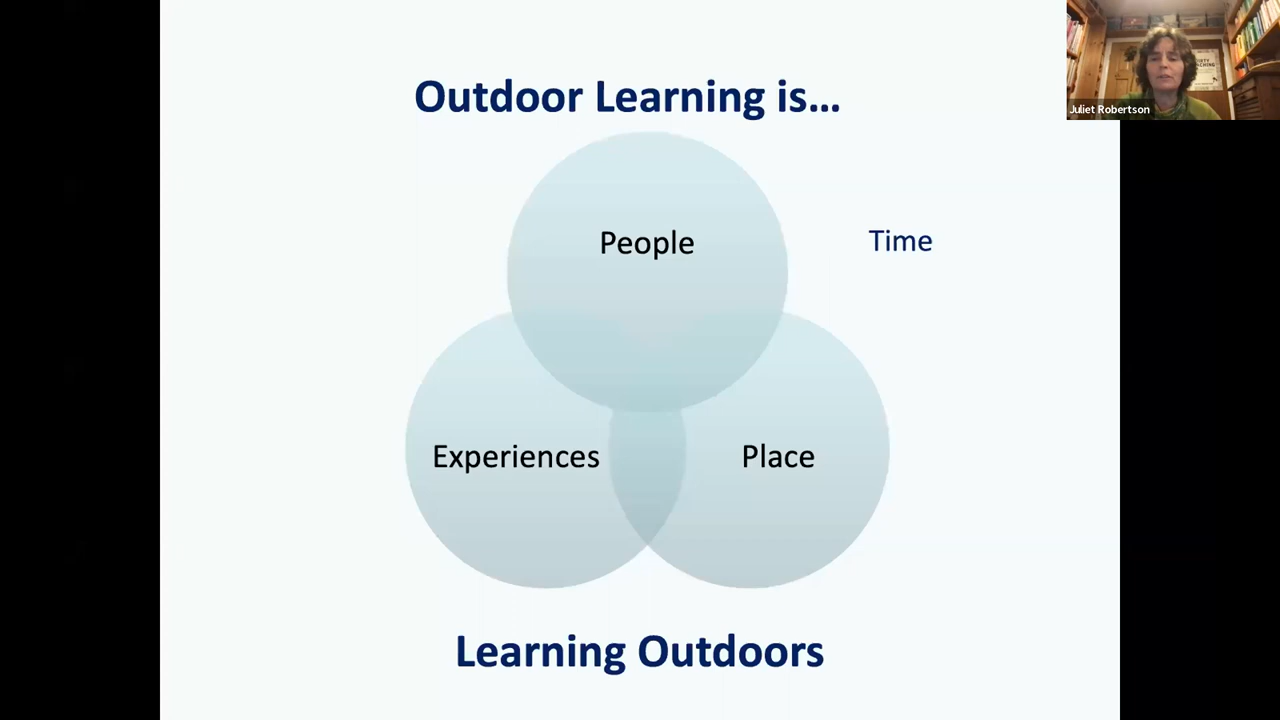 Outdoor Learning is...
People
Time
Experiences
Place
Learning Outdoors
Juliet Robertson